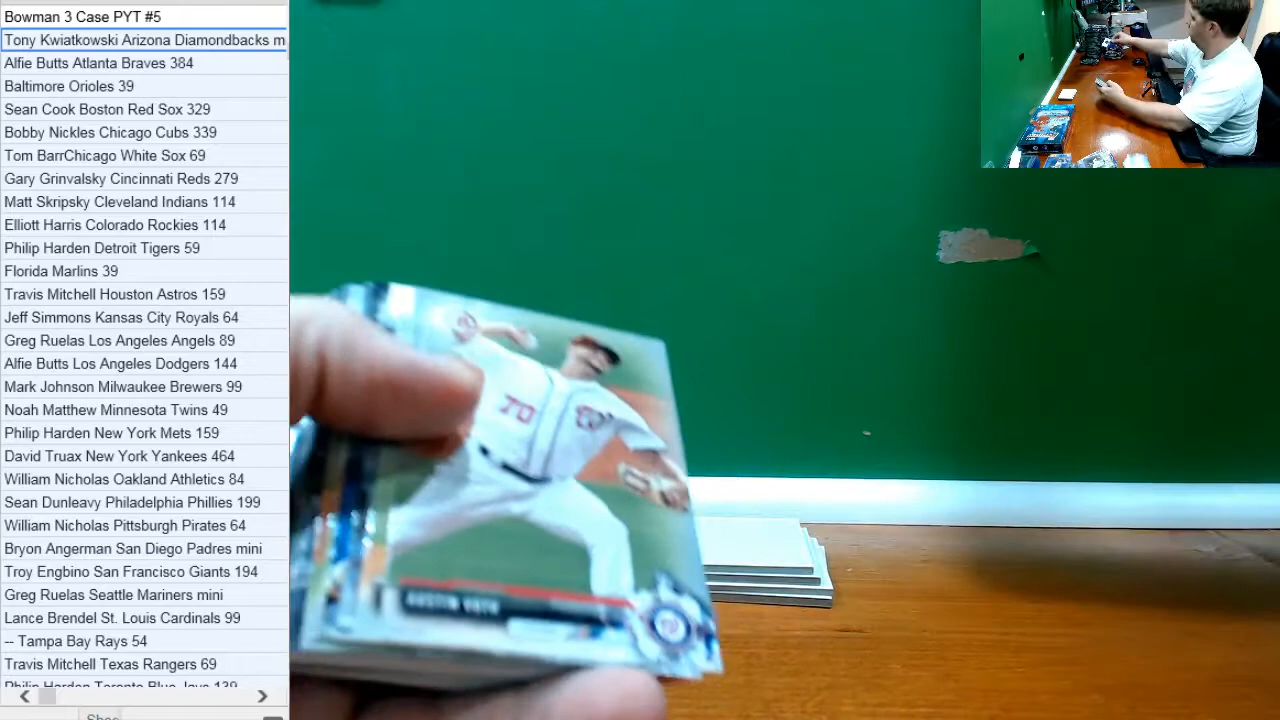 Bowman 3 Case PYT #5
Tony Kwiatkowski Arizona Diamondbacks m
Alfie Butts Atlanta Braves 384
Baltimore Orioles 39
Sean Cook Boston Red Sox 329
Bobby Nickles Chicago Cubs 339
Tom BarrChicago White Sox 69
Gary Grinvalsky Cincinnati Reds 279
Matt Skripsky Cleveland Indians 114
Elliott Harris Colorado Rockies 114
Philip Harden Detroit Tigers 59
Florida Marlins 39
Travis Mitchell Houston Astros 159
Jeff Simmons Kansas City Royals 64
Greg Ruelas Los Angeles Angels 89
Alfie Butts Los Angeles Dodgers 144
Mark Johnson Milwaukee Brewers 99
Noah Matthew Minnesota Twins 49
Philip Harden New York Mets 159
David Truax New York Yankees 464
William Nicholas Oakland Athletics 84
Sean Dunleavy Philadelphia Phillies 199
William Nicholas Pittsburgh Pirates 64
Bryon Angerman San Diego Padres mini
Troy Engbino San Francisco Giants 194
Greg Ruelas Seattle Mariners mini
Lance Brendel St. Louis Cardinals 99
-- Tampa Bay Rays 54
Travis Mitchell Texas Rangers 69
Philip Harden Toronto Blue Jays 139
70
AUSTIN VOTH